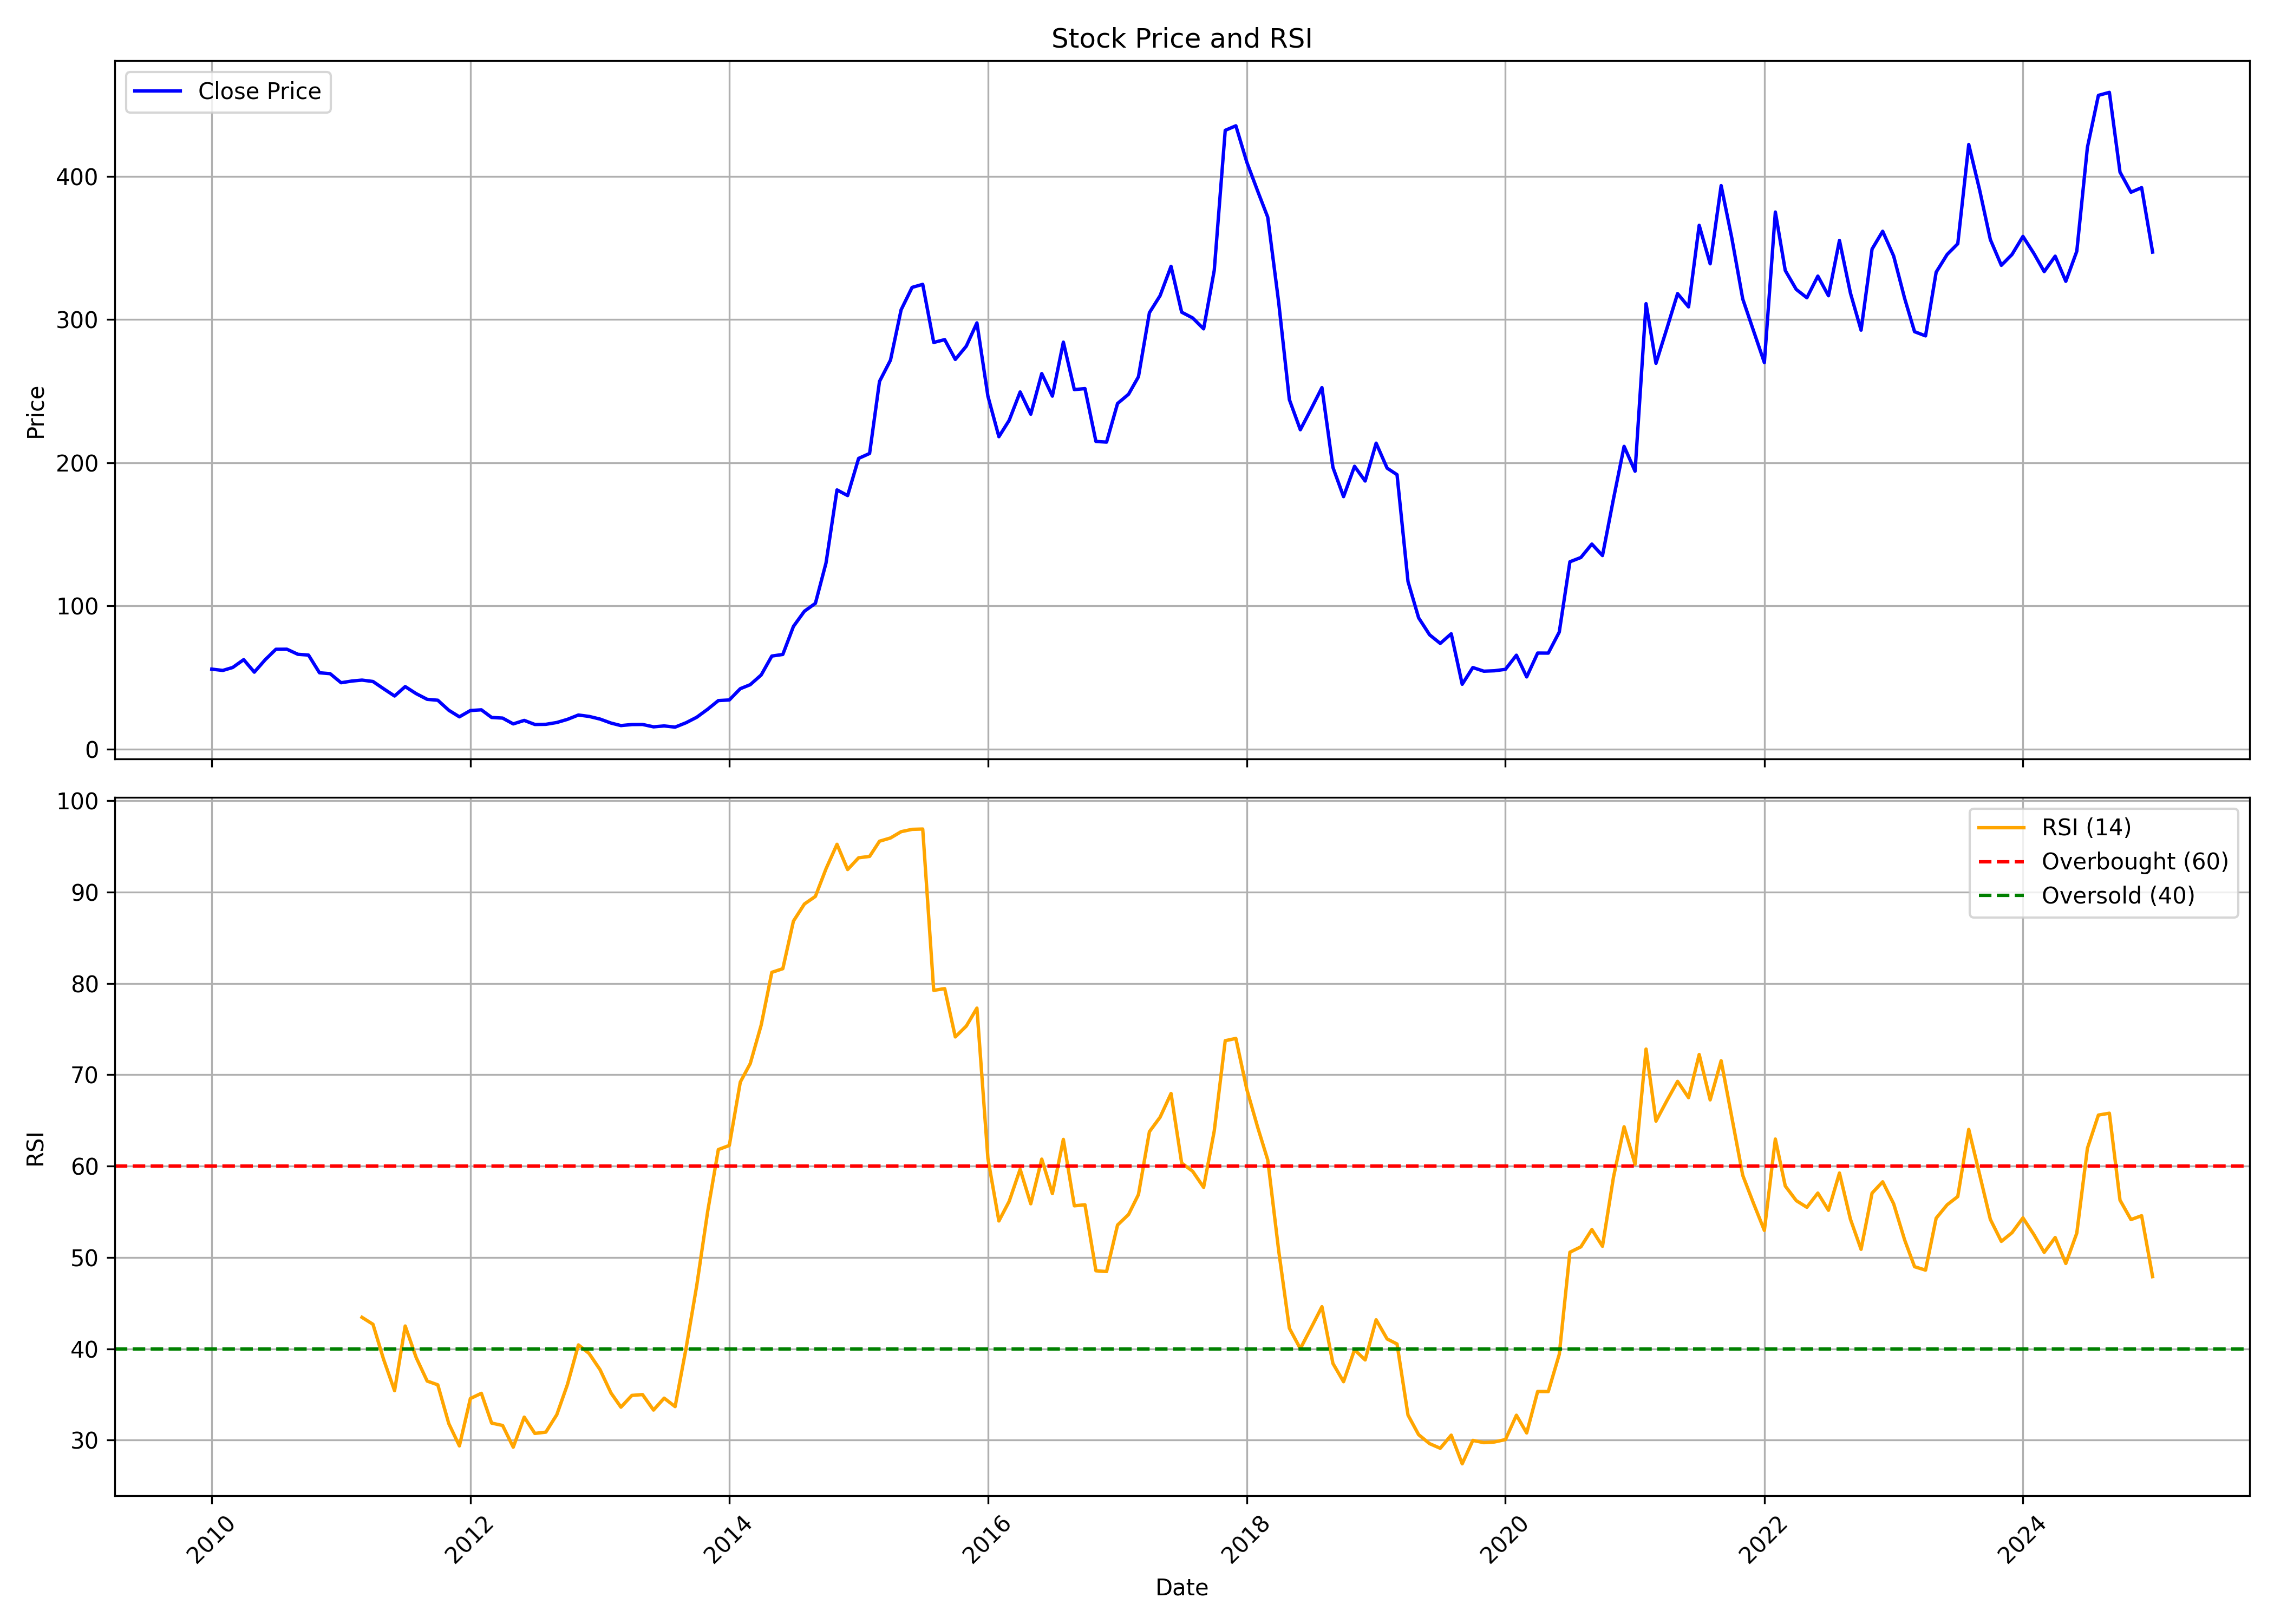 Stock Price and RSI
Close Price
Price
400
300
200
100
0
100
90
80
70
60
50
40
30
RSI
RSI (14)
Overbought (60)
Oversold (40)
2010
2012
2014
2016
2018
2020
2022
2024
Date